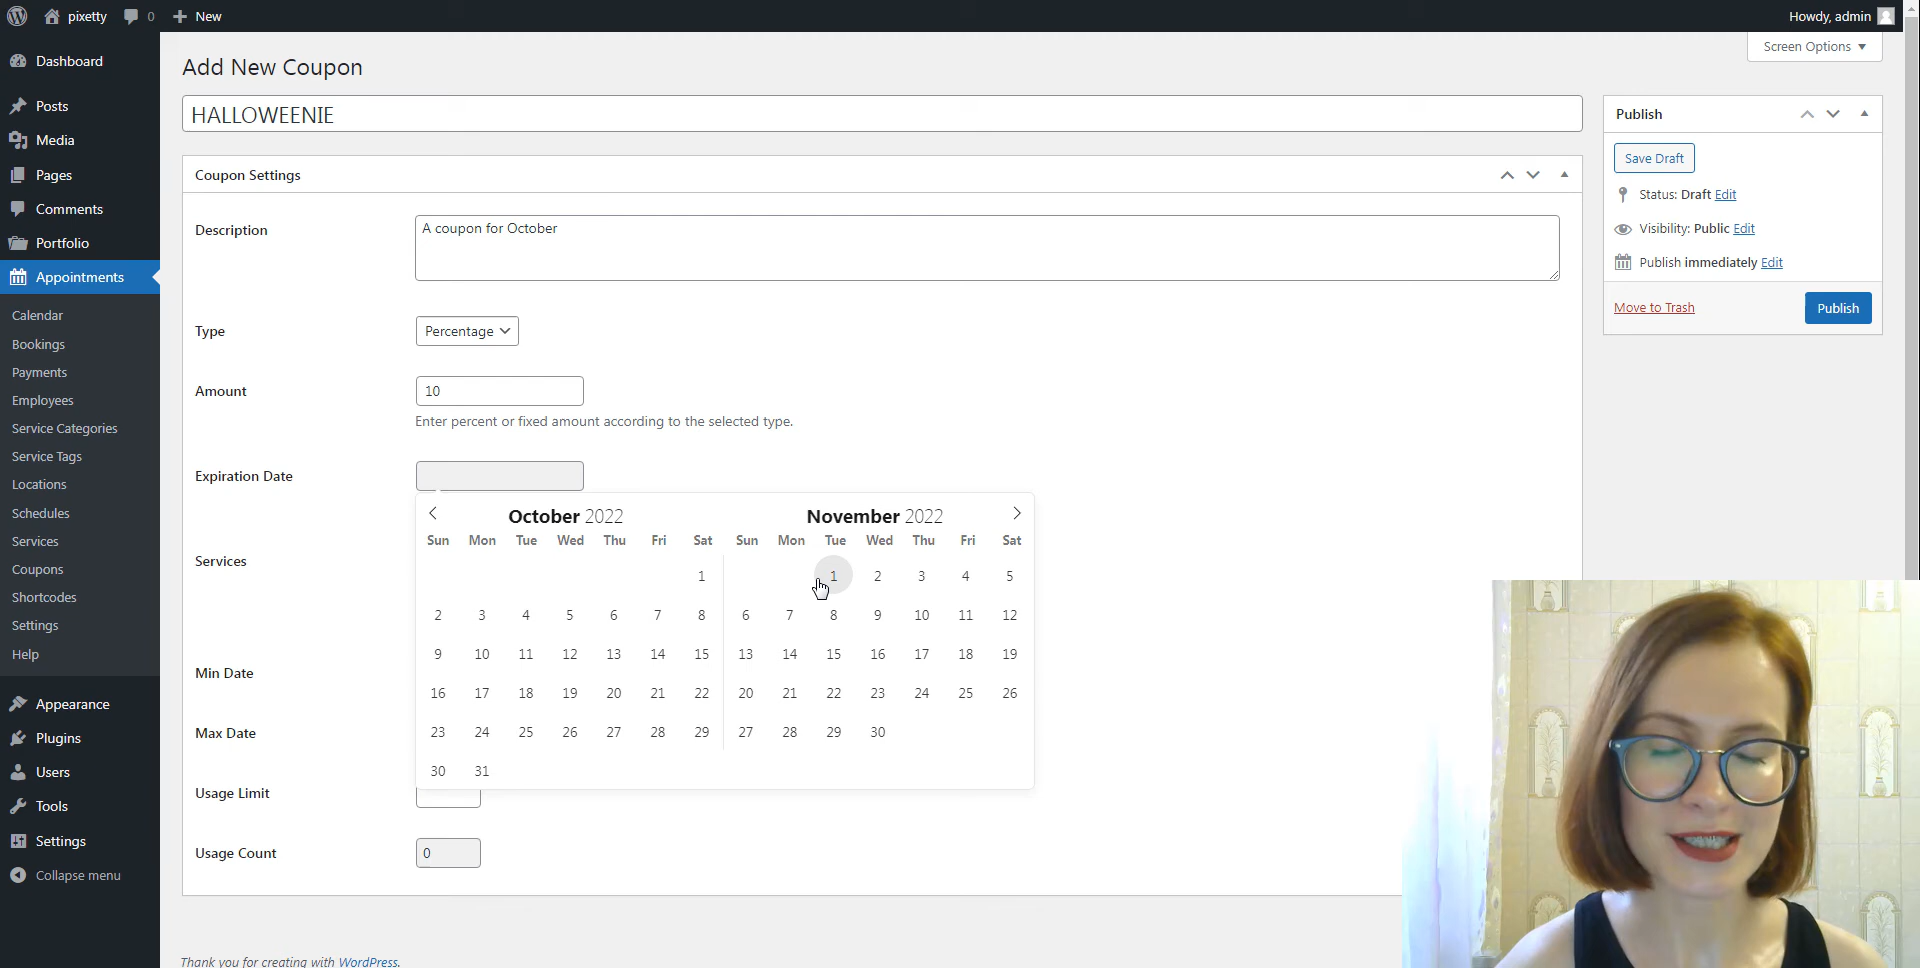 pixetty 0 New Howdy, admin
Screen Options
Dashboard
Posts
Media
Pages
Comments
Portfolio
Appointments
Calendar
Bookings
Payments
Employees
Service Categories
Service Tags
Locations
Schedules
Services
Coupons
Shortcodes
Settings
Help
Appearance
Plugins
Users
Tools
Settings
Collapse menu
Add New Coupon
HALLOWEENIE
Coupon Settings
Description
A coupon for October
Type
Percentage
Amount
10
Enter percent or fixed amount according to the selected type.
Expiration Date
October 2022
Sun Mon Tue Wed Thu Fri Sat
1
2 3 4 5 6 7 8
9 10 11 12 13 14 15
16 17 18 19 20 21 22
23 24 25 26 27 28 29
30 31
November 2022
Sun Mon Tue Wed Thu Fri Sat
1 2 3 4 5
6 7 8 9 10 11 12
13 14 15 16 17 18 19
20 21 22 23 24 25 26
27 28 29 30
Services
Min Date
Max Date
Usage Limit
Usage Count
0
Publish
Save Draft
Status: Draft Edit
Visibility: Public Edit
Publish immediately Edit
Move to Trash
Publish
Thank you for creating with WordPress.